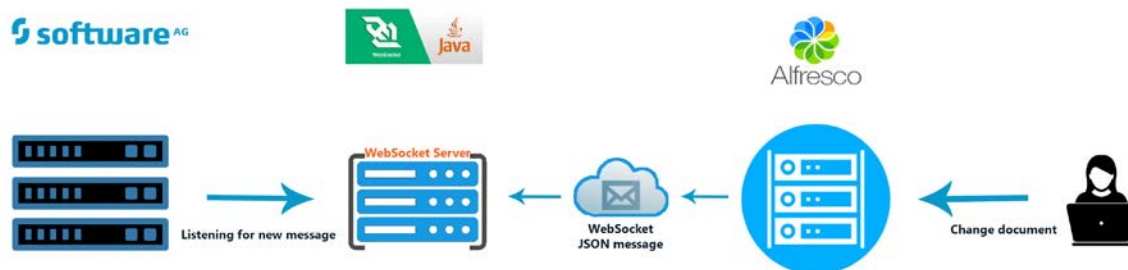 software AG
WebSocket
Java
Alfresco
WebSocket Server
Listening for new message
WebSocket
JSON message
Change document